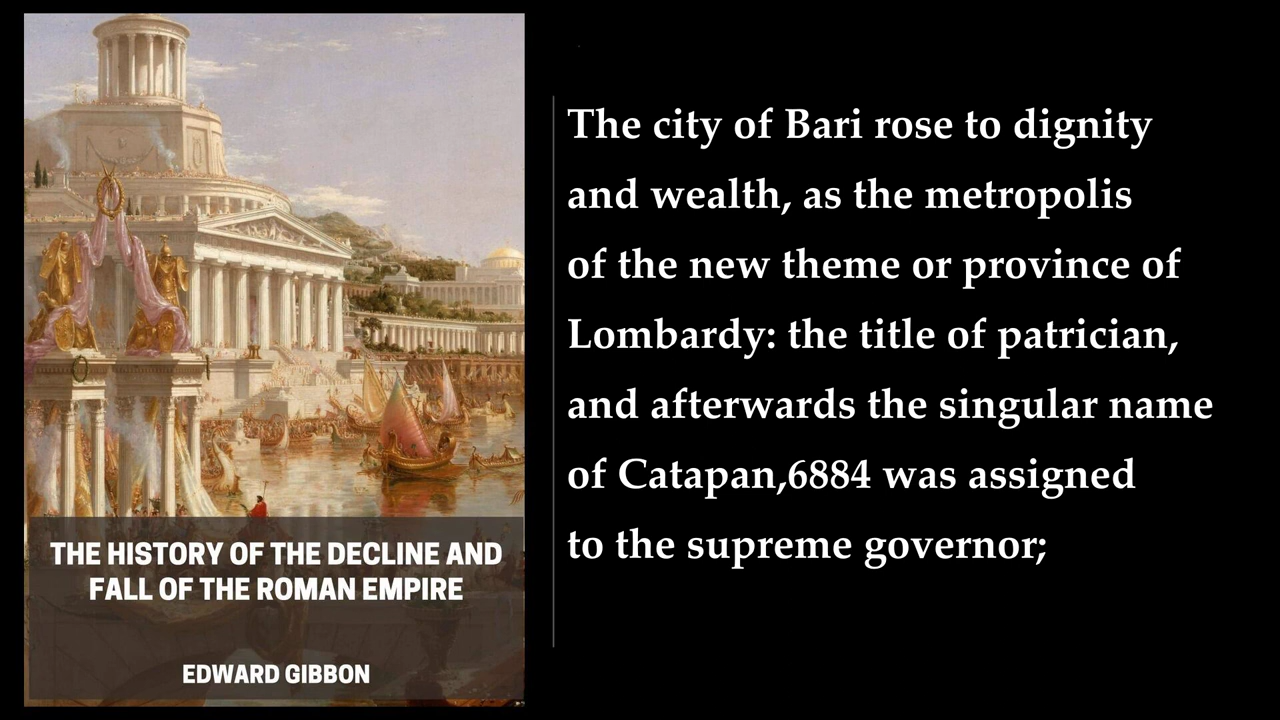 THE HISTORY OF THE DECLINE AND
FALL OF THE ROMAN EMPIRE
EDWARD GIBBON
The city of Bari rose to dignity
and wealth, as the metropolis
of the new theme or province of
Lombardy: the title of patrician,
and afterwards the singular name
of Catapan,6884 was assigned
to the supreme governor;